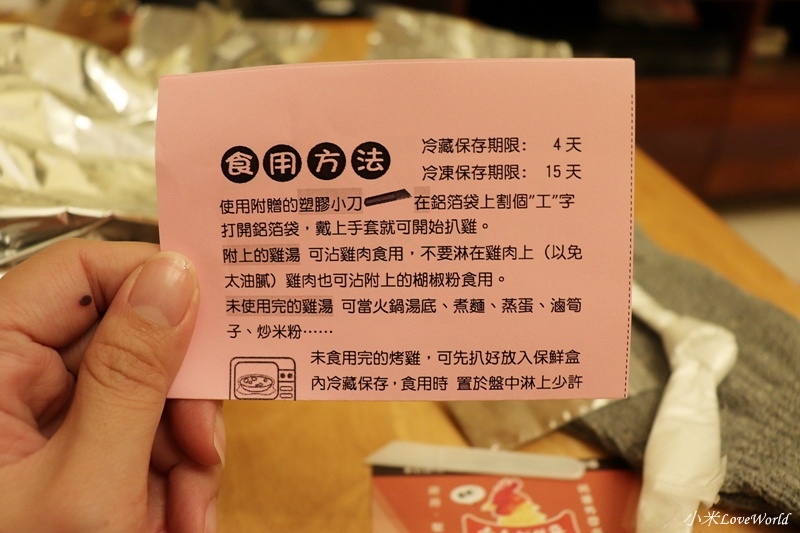 食用方法
冷藏保存期限： 4 天
冷凍保存期限： 15 天
使用附贈的塑膠小刀 在鋁箔袋上割個"工"字
打開鋁箔袋，戴上手套就可開始扒雞。
附上的雞湯 可沾雞肉食用，不要淋在雞肉上（以免
太油膩）雞肉也可沾附上的椒粉食用。
未使用完的雞湯 可當火鍋湯底、煮麵、蒸蛋、滷筍
子、炒米粉……
未食用完的烤雞，可先扒好放入保鮮盒
內冷藏保存，食用時 置於盤中淋上少許
小米LoveWorld